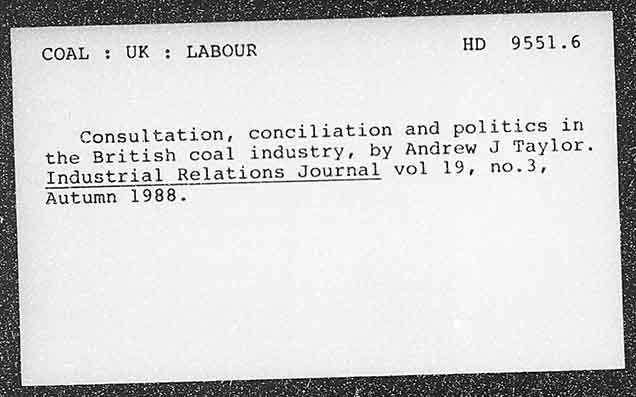 COAL : UK : LABOUR HD 9551.6
Consultation, conciliation and politics in
the British coal industry, by Andrew J Taylor.
Industrial Relations Journal vol 19, no.3,
Autumn 1988.